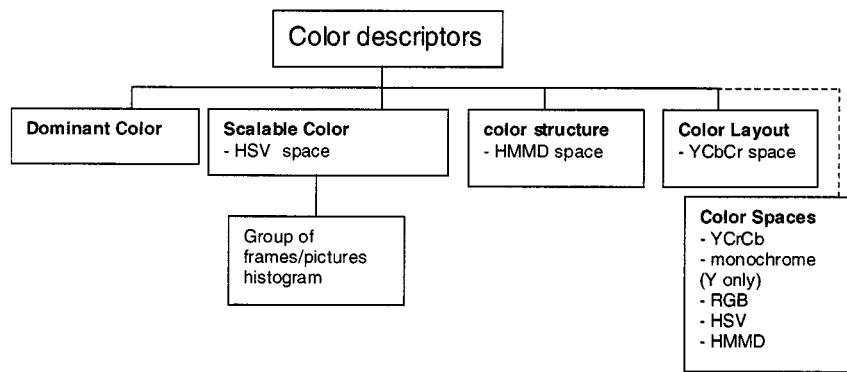 Color descriptors
Dominant Color
Scalable Color
- HSV space
color structure
- HMMD space
Color Layout
- YCbCr space
Group of
frames/pictures
histogram
Color Spaces
- YCrCb
- monochrome
(Y only)
- RGB
- HSV
- HMMD